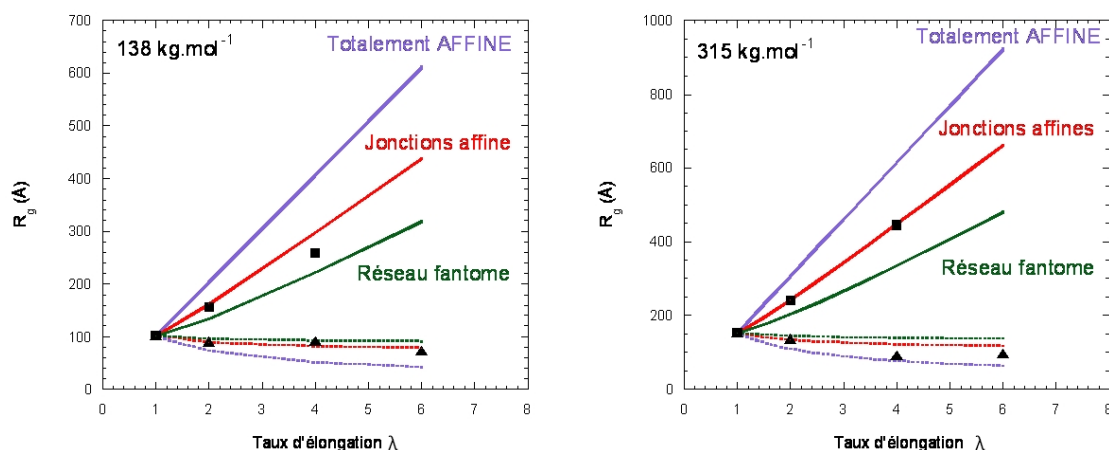 138 kg.mol⁻¹
Totalement AFFINE
Jonctions affine
Réseau fantome
R_g (Å)
700
600
500
400
300
200
100
0
0 1 2 3 4 5 6 7 8
Taux d'élongation λ
315 kg.mol⁻¹
Totalement AFFINE
Jonctions affines
Réseau fantome
R_g (Å)
1000
800
600
400
200
0
0 1 2 3 4 5 6 7 8
Taux d'élongation λ